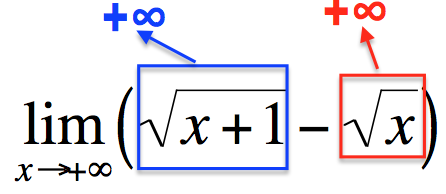 +∞ +∞
lim(√x+1 − √x)
x→+∞